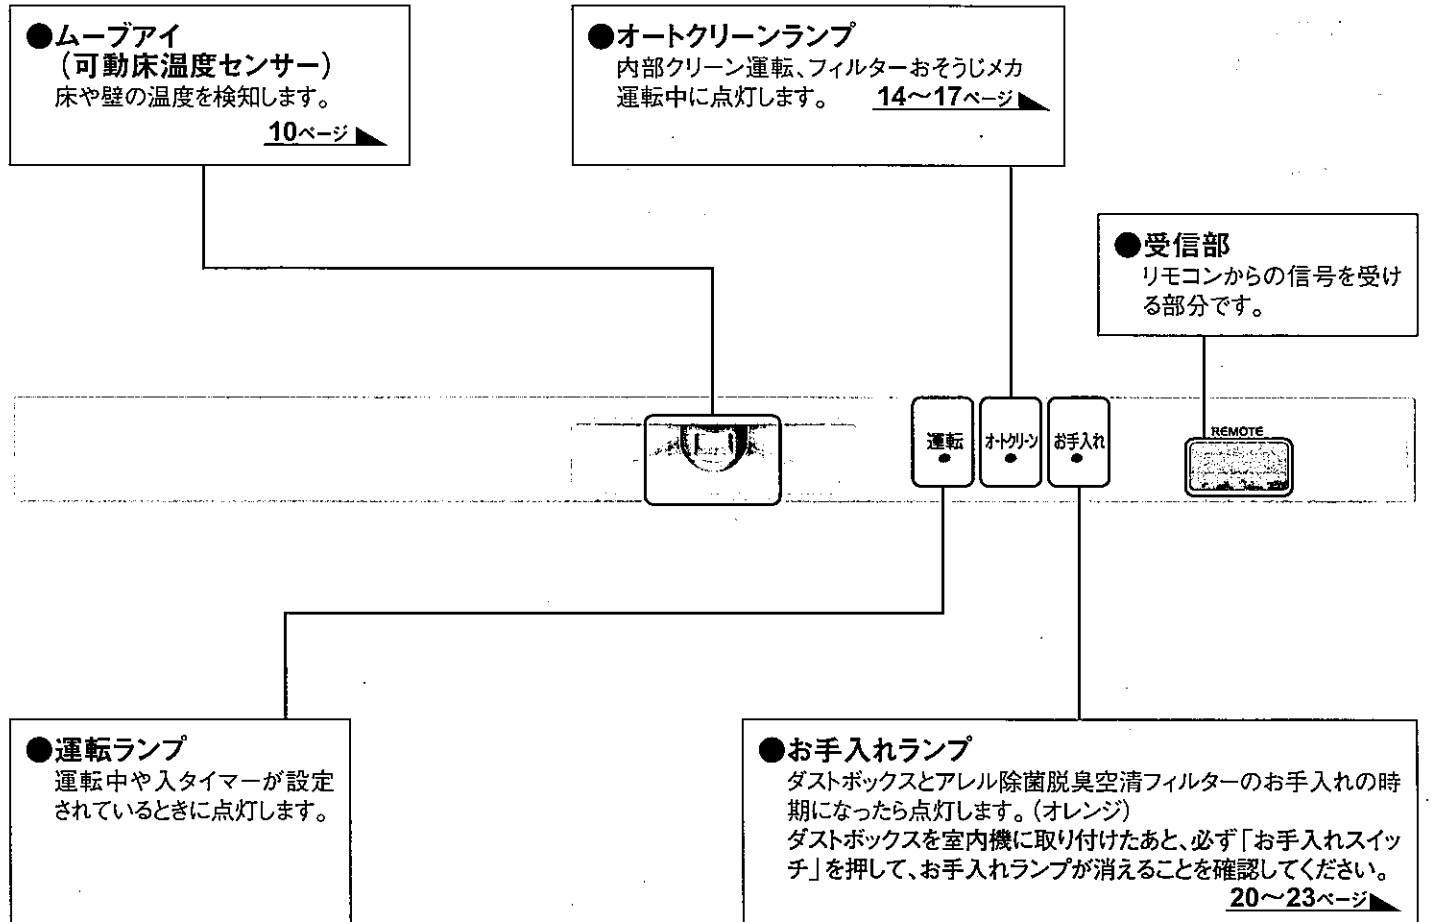 ●ムーブアイ
(可動床温度センサー)
床や壁の温度を検知します。
10ページ
●オートクリーンランプ
内部クリーン運転、フィルターおそうじメカ
運転中に点灯します。 14～17ページ
●受信部
リモコンからの信号を受け
る部分です。
運転
オートクリーン
お手入れ
REMOTE
●運転ランプ
運転中や入タイマーが設定
されているときに点灯します。
●お手入れランプ
ダストボックスとアレル除菌脱臭空清フィルターのお手入れの時
期になったら点灯します。(オレンジ)
ダストボックスを室内機に取り付けたあと、必ず「お手入れスイッ
チ」を押して、お手入れランプが消えることを確認してください。
20～23ページ